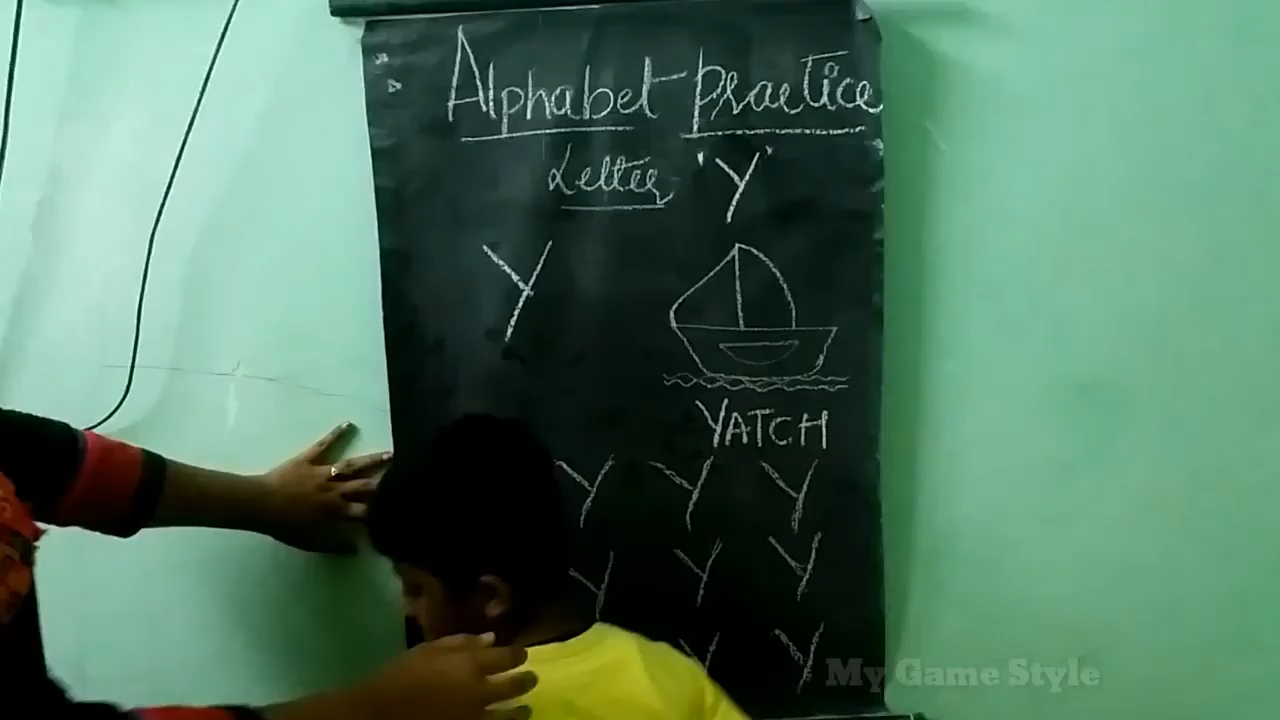 Alphabet practice
Letter "Y"
Y
YATCH
Y Y Y
Y Y Y
Y Y
My Game Style